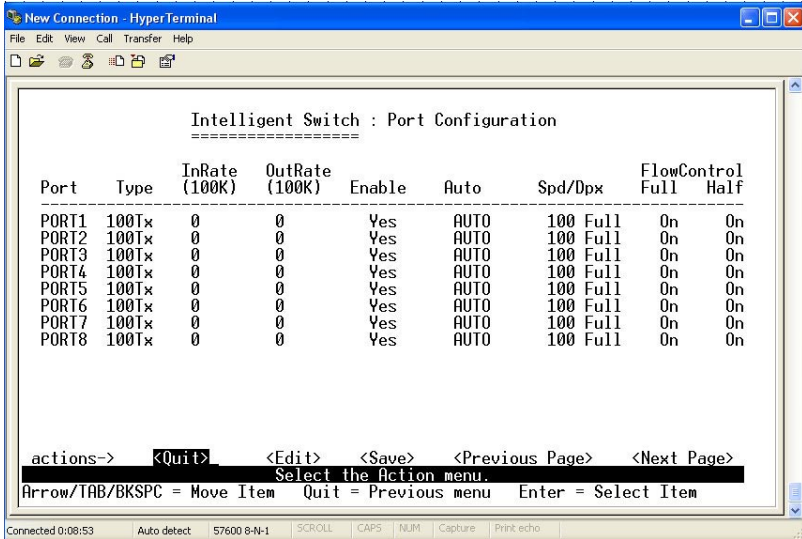 New Connection - HyperTerminal
File Edit View Call Transfer Help
Intelligent Switch : Port Configuration
===================
InRate OutRate FlowControl
Port Type (100K) (100K) Enable Auto Spd/Dpx Full Half
PORT1 100Tx 0 0 Yes AUTO 100 Full On On
PORT2 100Tx 0 0 Yes AUTO 100 Full On On
PORT3 100Tx 0 0 Yes AUTO 100 Full On On
PORT4 100Tx 0 0 Yes AUTO 100 Full On On
PORT5 100Tx 0 0 Yes AUTO 100 Full On On
PORT6 100Tx 0 0 Yes AUTO 100 Full On On
PORT7 100Tx 0 0 Yes AUTO 100 Full On On
PORT8 100Tx 0 0 Yes AUTO 100 Full On On
actions-> <Quit> <Edit> <Save> <Previous Page> <Next Page>
Select the Action menu.
Arrow/TAB/BKSPC = Move Item Quit = Previous menu Enter = Select Item
Connected 0:08:53 Auto detect 57600 8-N-1 SCROLL CAPS NUM Capture Print echo